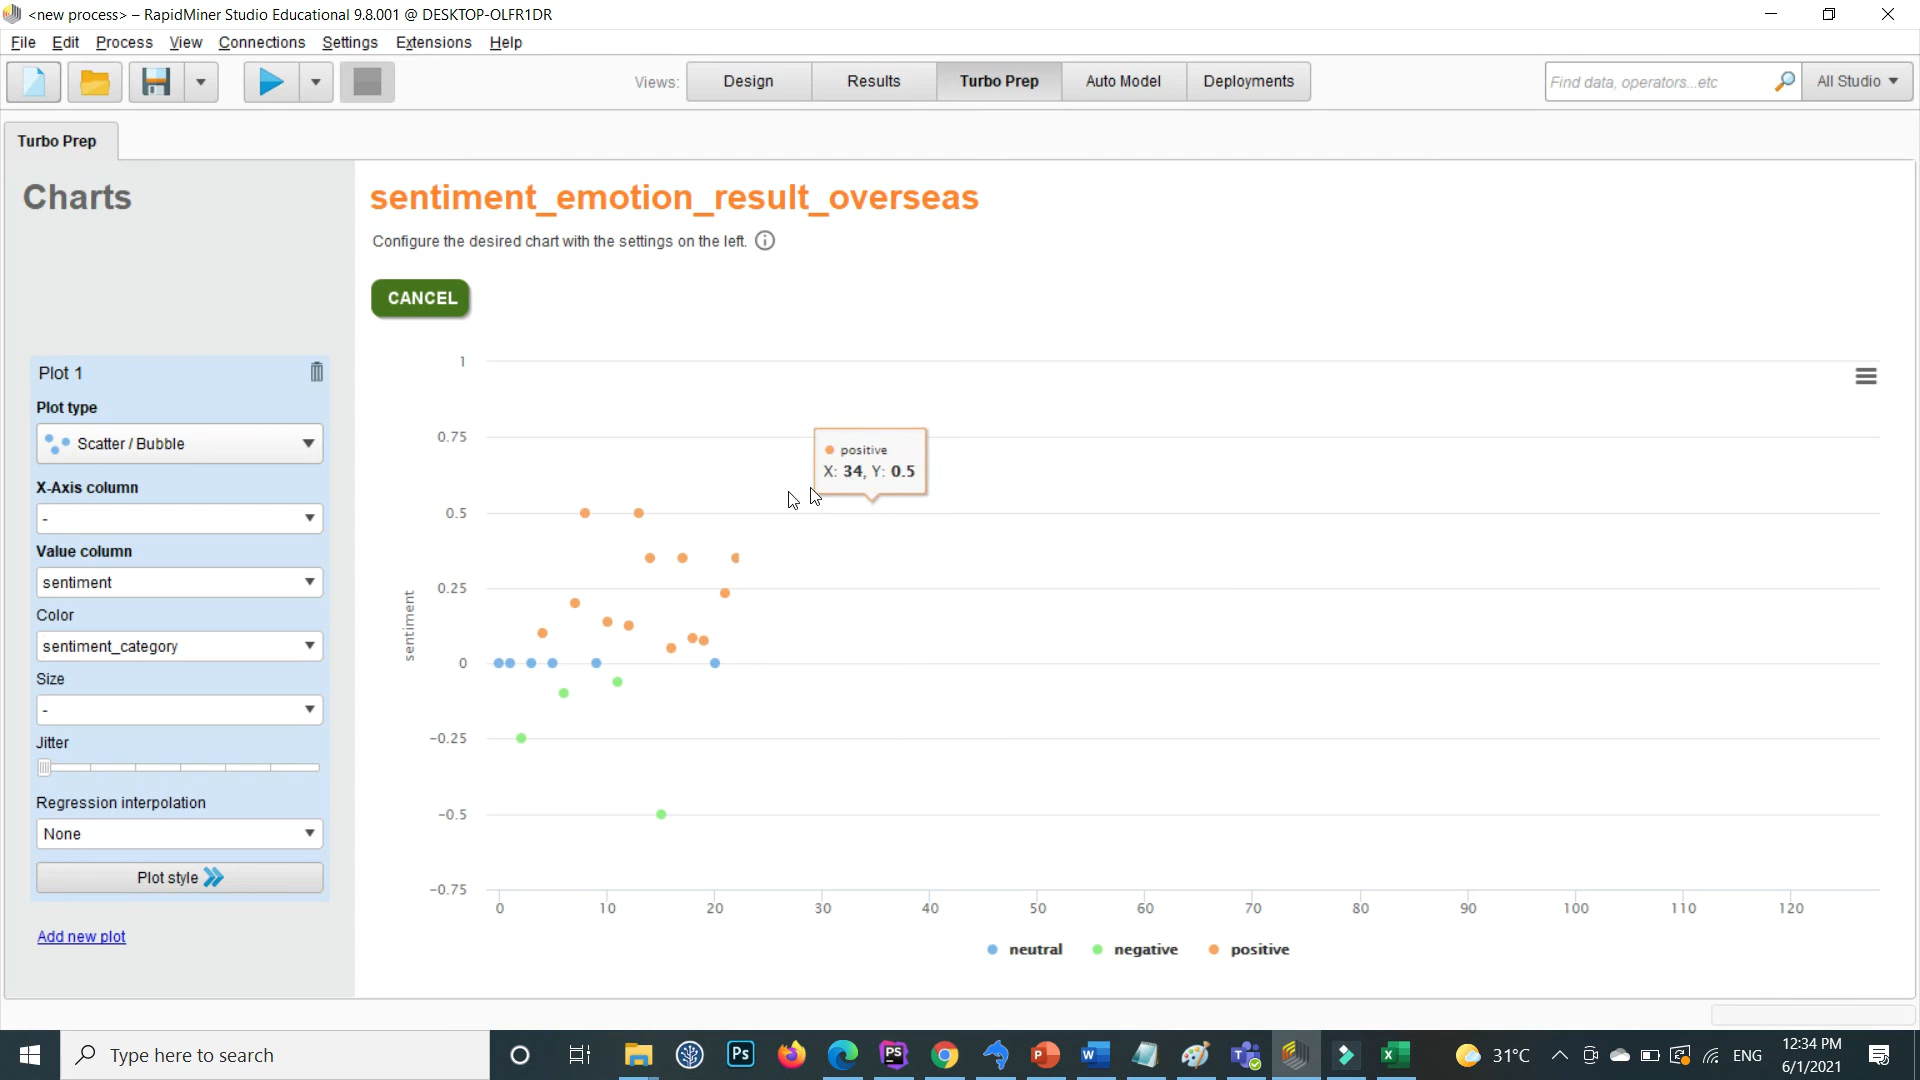 <new process> – RapidMiner Studio Educational 9.8.001 @ DESKTOP-OLFR1DR
File Edit Process View Connections Settings Extensions Help
Views: Design Results Turbo Prep Auto Model Deployments
Find data, operators...etc
All Studio
Turbo Prep
Charts
sentiment_emotion_result_overseas
Configure the desired chart with the settings on the left.
CANCEL
Plot 1
Plot type
Scatter / Bubble
X-Axis column
-
Value column
sentiment
Color
sentiment_category
Size
-
Jitter
Regression interpolation
None
Plot style
Add new plot
1
0.75
0.5
0.25
0
-0.25
-0.5
-0.75
sentiment
positive
X: 34, Y: 0.5
0 10 20 30 40 50 60 70 80 90 100 110 120
neutral negative positive
Type here to search
Ps
PS
31°C
ENG
12:34 PM
6/1/2021